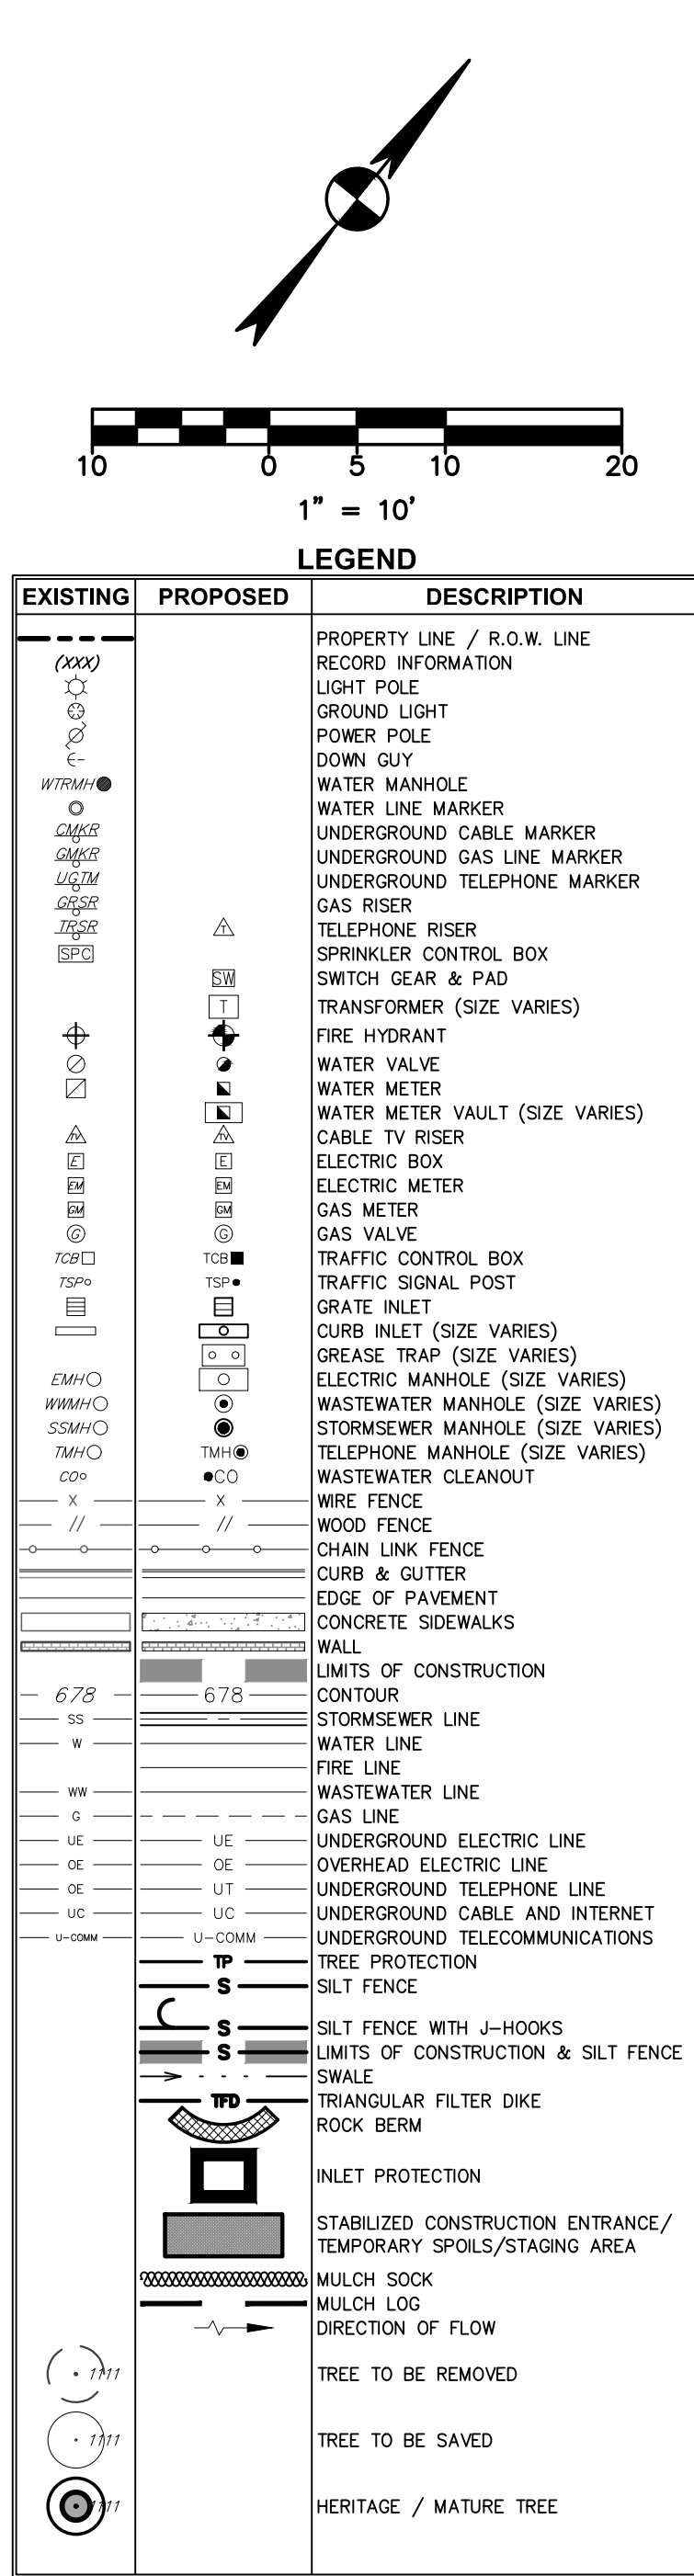 10 0 5 10 20
1" = 10'
LEGEND
EXISTING PROPOSED DESCRIPTION
PROPERTY LINE / R.O.W. LINE
(XXX) RECORD INFORMATION
LIGHT POLE
GROUND LIGHT
POWER POLE
DOWN GUY
WTRMH WATER MANHOLE
WATER LINE MARKER
CMKR UNDERGROUND CABLE MARKER
GMKR UNDERGROUND GAS LINE MARKER
UGTM UNDERGROUND TELEPHONE MARKER
GRSR GAS RISER
TRSR T TELEPHONE RISER
SPC SPRINKLER CONTROL BOX
SW SWITCH GEAR & PAD
T TRANSFORMER (SIZE VARIES)
FIRE HYDRANT
WATER VALVE
WATER METER
WATER METER VAULT (SIZE VARIES)
TV TV CABLE TV RISER
E E ELECTRIC BOX
EM EM ELECTRIC METER
GM GM GAS METER
G G GAS VALVE
TCB TCB TRAFFIC CONTROL BOX
TSP TSP TRAFFIC SIGNAL POST
GRATE INLET
CURB INLET (SIZE VARIES)
GREASE TRAP (SIZE VARIES)
EMH ELECTRIC MANHOLE (SIZE VARIES)
WWMH WASTEWATER MANHOLE (SIZE VARIES)
SSMH STORMSEWER MANHOLE (SIZE VARIES)
TMH TMH TELEPHONE MANHOLE (SIZE VARIES)
CO CO WASTEWATER CLEANOUT
X X WIRE FENCE
// // WOOD FENCE
CHAIN LINK FENCE
CURB & GUTTER
EDGE OF PAVEMENT
CONCRETE SIDEWALKS
WALL
LIMITS OF CONSTRUCTION
678 678 CONTOUR
SS STORMSEWER LINE
W WATER LINE
FIRE LINE
WW WASTEWATER LINE
G GAS LINE
UE UE UNDERGROUND ELECTRIC LINE
OE OE OVERHEAD ELECTRIC LINE
OE UT UNDERGROUND TELEPHONE LINE
UC UC UNDERGROUND CABLE AND INTERNET
U-COMM U-COMM UNDERGROUND TELECOMMUNICATIONS
TP TREE PROTECTION
S SILT FENCE
S SILT FENCE WITH J-HOOKS
S LIMITS OF CONSTRUCTION & SILT FENCE
SWALE
TFD TRIANGULAR FILTER DIKE
ROCK BERM
INLET PROTECTION
STABILIZED CONSTRUCTION ENTRANCE/
TEMPORARY SPOILS/STAGING AREA
MULCH SOCK
MULCH LOG
DIRECTION OF FLOW
1111 TREE TO BE REMOVED
1111 TREE TO BE SAVED
1111 HERITAGE / MATURE TREE